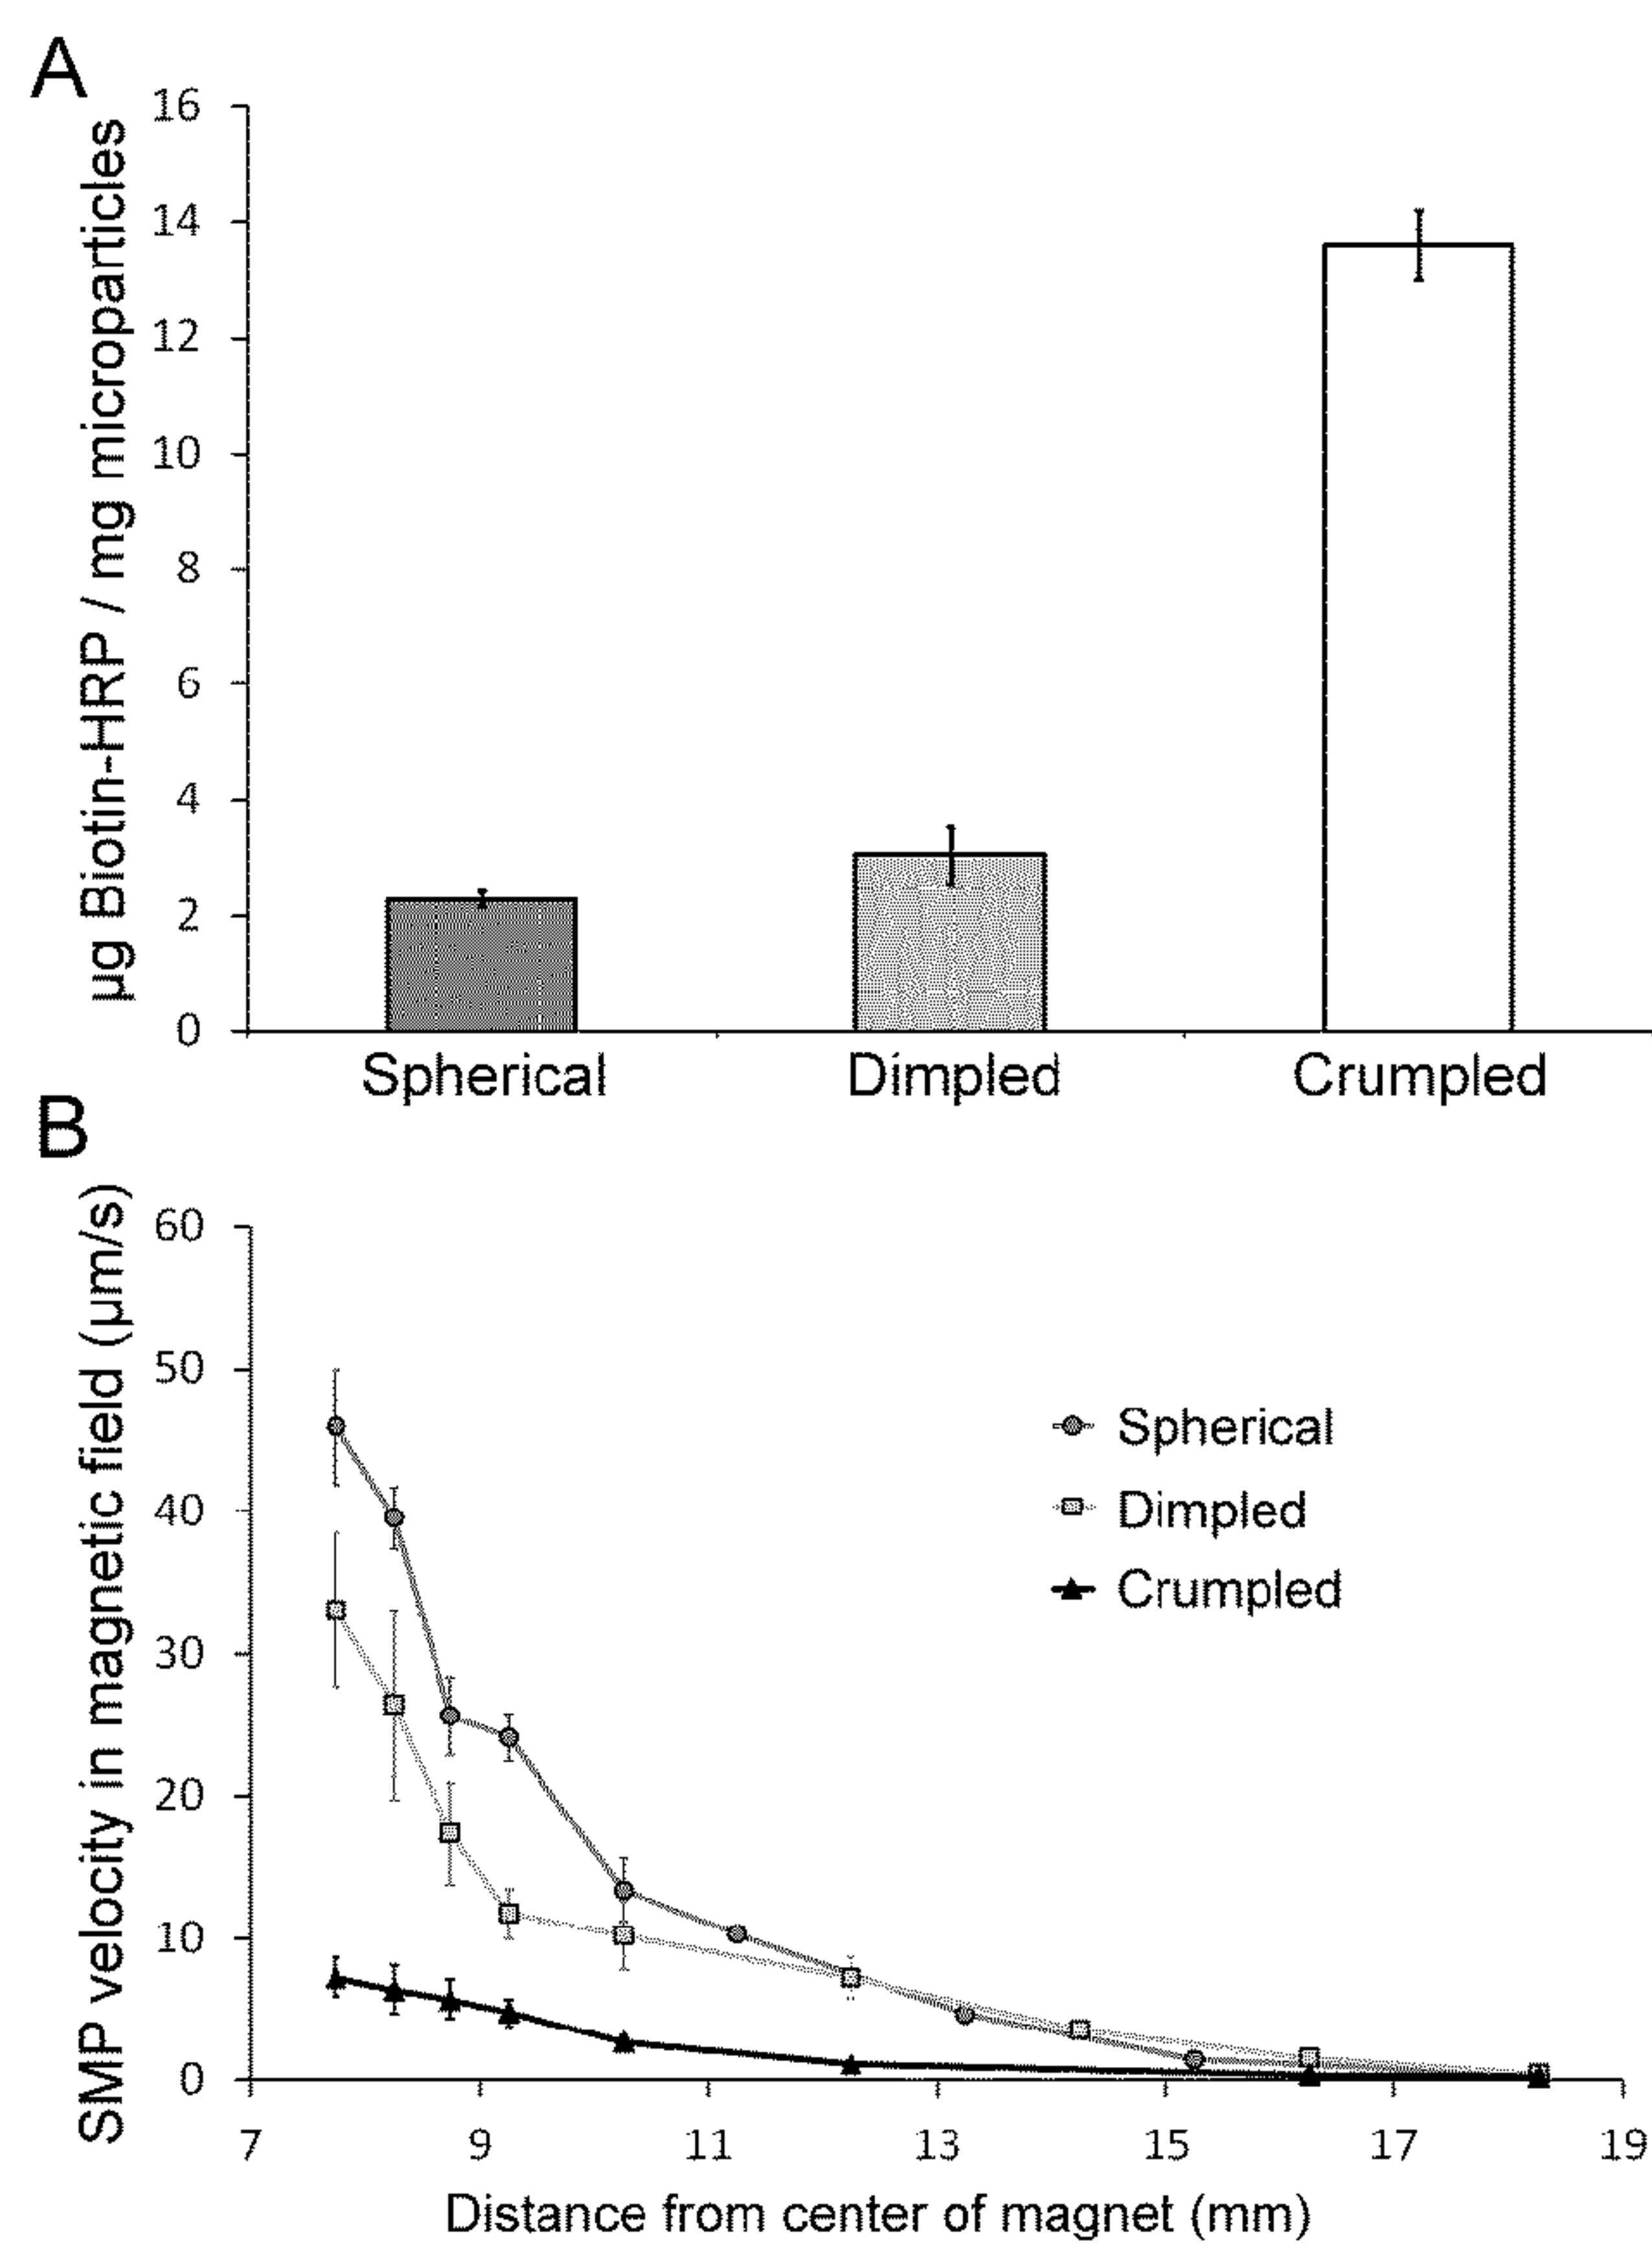 A
µg Biotin-HRP / mg microparticles
16
14
12
10
8
6
4
2
0
Spherical
Dimpled
Crumpled
B
SMP velocity in magnetic field (µm/s)
60
50
40
30
20
10
0
Spherical
Dimpled
Crumpled
7 9 11 13 15 17 19
Distance from center of magnet (mm)